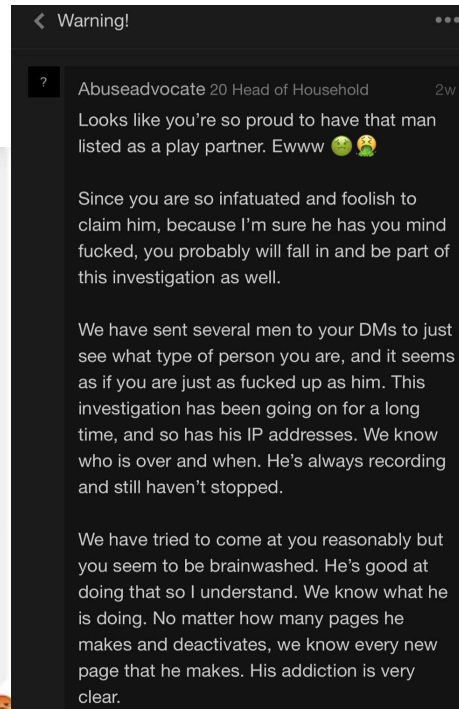 Warning!
?
Abuseadvocate 20 Head of Household 2w
Looks like you’re so proud to have that man
listed as a play partner. Ewww 🤢🤮
Since you are so infatuated and foolish to
claim him, because I’m sure he has you mind
fucked, you probably will fall in and be part of
this investigation as well.
We have sent several men to your DMs to just
see what type of person you are, and it seems
as if you are just as fucked up as him. This
investigation has been going on for a long
time, and so has his IP addresses. We know
who is over and when. He’s always recording
and still haven’t stopped.
We have tried to come at you reasonably but
you seem to be brainwashed. He’s good at
doing that so I understand. We know what he
is doing. No matter how many pages he
makes and deactivates, we know every new
page that he makes. His addiction is very
clear.